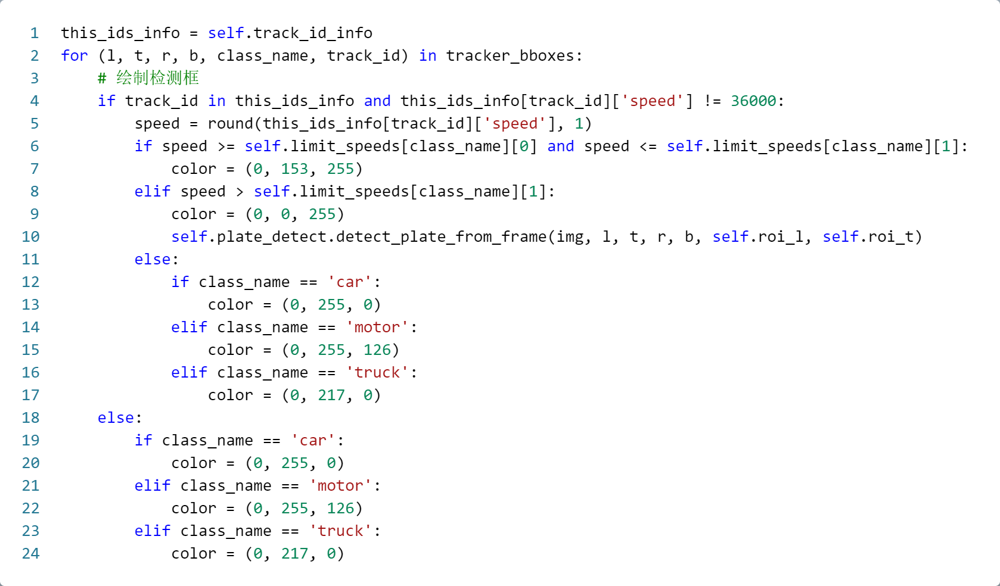 1 this_ids_info = self.track_id_info
2 for (l, t, r, b, class_name, track_id) in tracker_bboxes:
3     # 绘制检测框
4     if track_id in this_ids_info and this_ids_info[track_id]['speed'] != 36000:
5         speed = round(this_ids_info[track_id]['speed'], 1)
6         if speed >= self.limit_speeds[class_name][0] and speed <= self.limit_speeds[class_name][1]:
7             color = (0, 153, 255)
8         elif speed > self.limit_speeds[class_name][1]:
9             color = (0, 0, 255)
10             self.plate_detect.detect_plate_from_frame(img, l, t, r, b, self.roi_l, self.roi_t)
11         else:
12             if class_name == 'car':
13                 color = (0, 255, 0)
14             elif class_name == 'motor':
15                 color = (0, 255, 126)
16             elif class_name == 'truck':
17                 color = (0, 217, 0)
18     else:
19         if class_name == 'car':
20             color = (0, 255, 0)
21         elif class_name == 'motor':
22             color = (0, 255, 126)
23         elif class_name == 'truck':
24             color = (0, 217, 0)